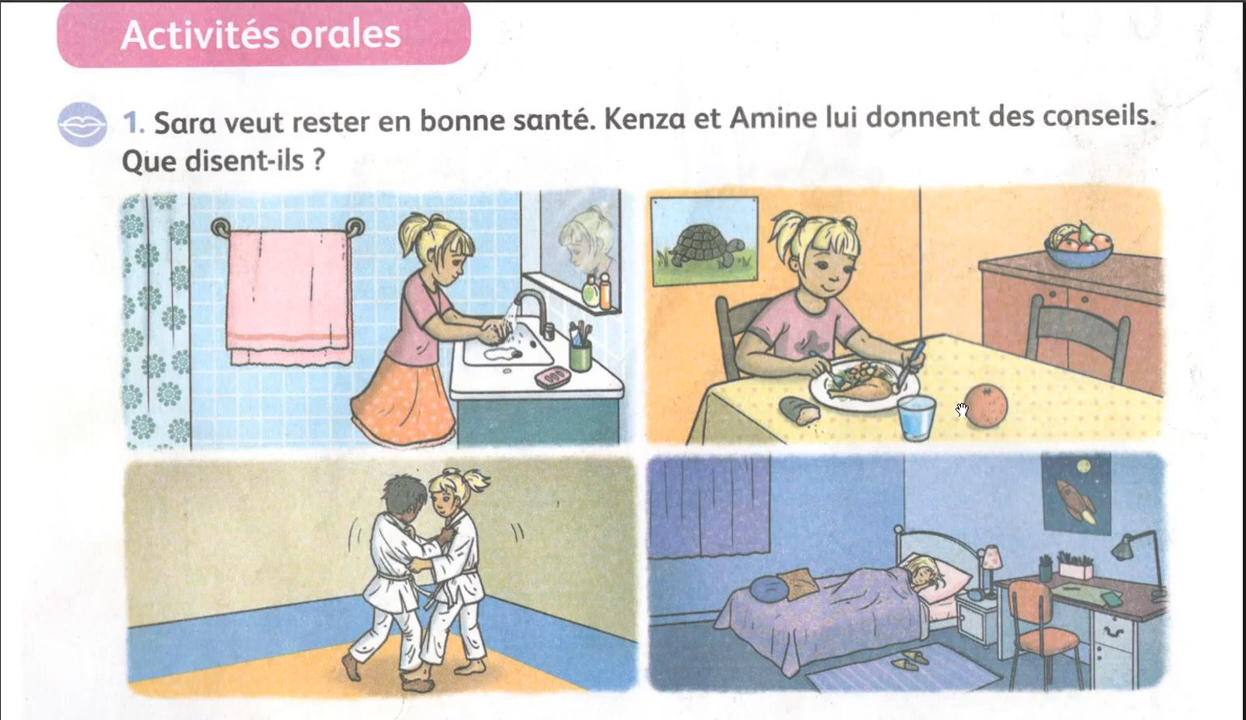 Activités orales
1. Sara veut rester en bonne santé. Kenza et Amine lui donnent des conseils.
Que disent-ils ?